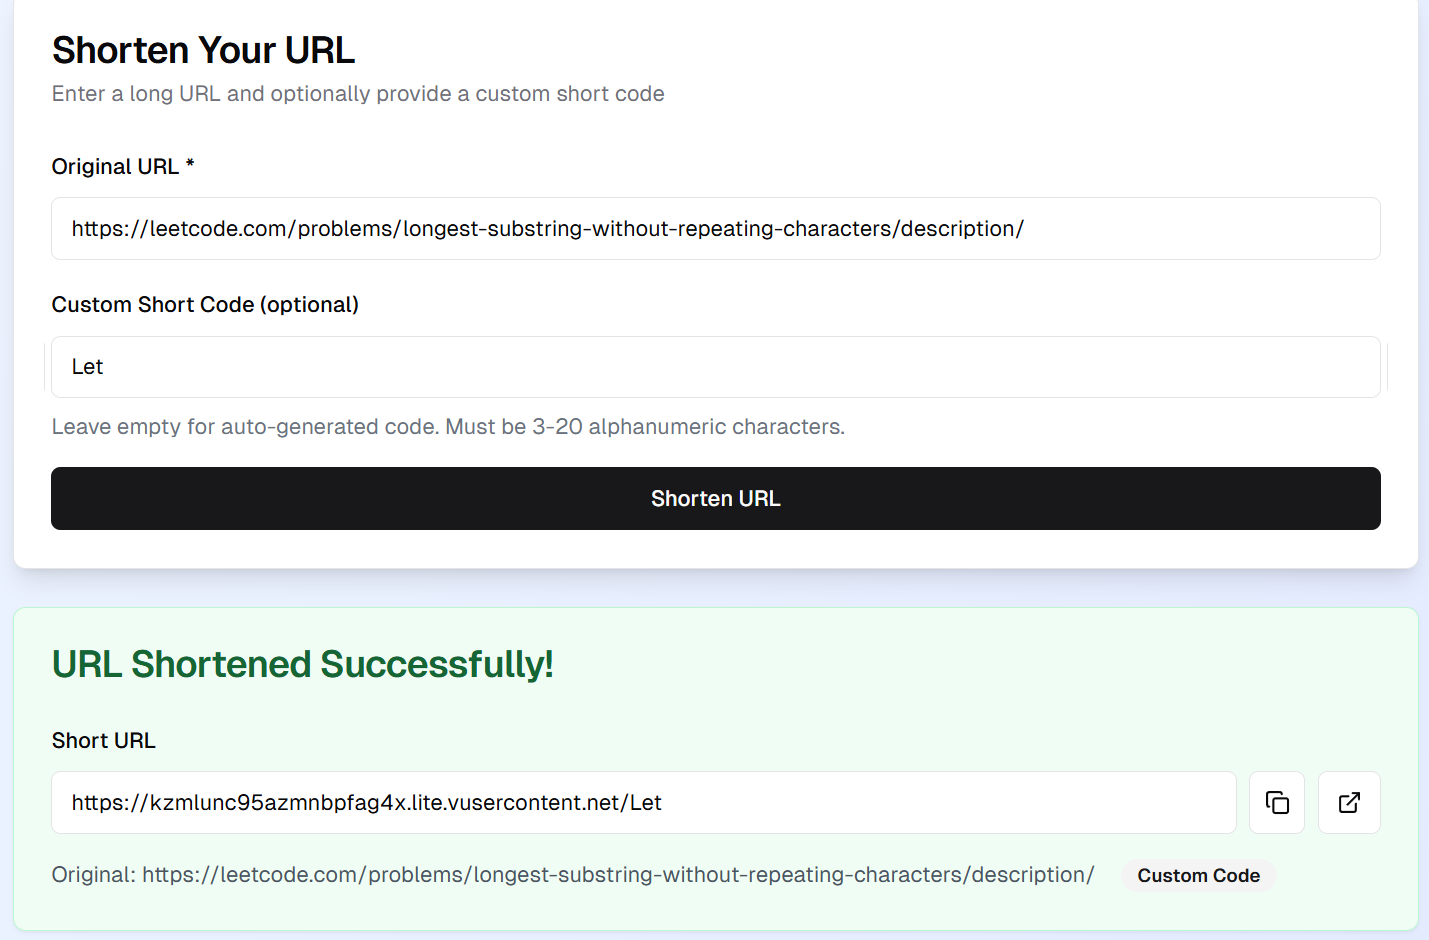 Shorten Your URL
Enter a long URL and optionally provide a custom short code
Original URL *
https://leetcode.com/problems/longest-substring-without-repeating-characters/description/
Custom Short Code (optional)
Let
Leave empty for auto-generated code. Must be 3-20 alphanumeric characters.
Shorten URL
URL Shortened Successfully!
Short URL
https://kzmlunc95azmnbpfag4x.lite.vusercontent.net/Let
Original: https://leetcode.com/problems/longest-substring-without-repeating-characters/description/ Custom Code